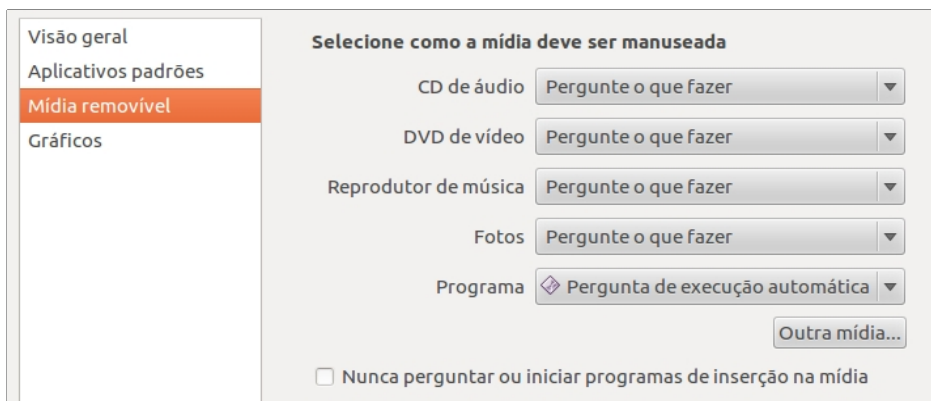 Visão geral
Aplicativos padrões
Mídia removível
Gráficos
Selecione como a mídia deve ser manuseada
CD de áudio Pergunte o que fazer
DVD de vídeo Pergunte o que fazer
Reprodutor de música Pergunte o que fazer
Fotos Pergunte o que fazer
Programa Pergunta de execução automática
Outra mídia...
Nunca perguntar ou iniciar programas de inserção na mídia